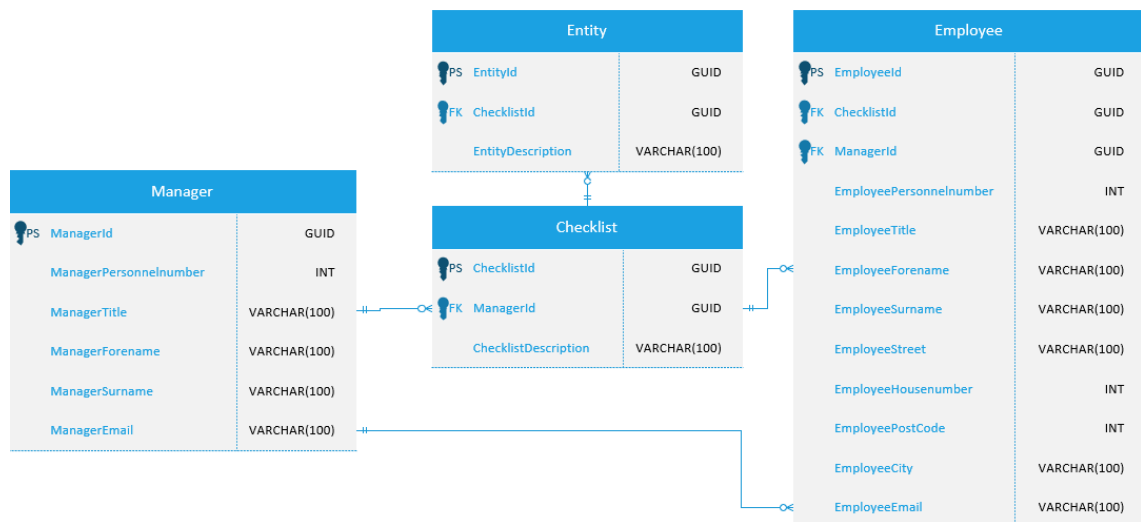 Entity
PS EntityId GUID
FK ChecklistId GUID
EntityDescription VARCHAR(100)
Employee
PS EmployeeId GUID
FK ChecklistId GUID
FK ManagerId GUID
EmployeePersonnelnumber INT
EmployeeTitle VARCHAR(100)
EmployeeForename VARCHAR(100)
EmployeeSurname VARCHAR(100)
EmployeeStreet VARCHAR(100)
EmployeeHousenumber INT
EmployeePostCode INT
EmployeeCity VARCHAR(100)
EmployeeEmail VARCHAR(100)
Manager
PS ManagerId GUID
ManagerPersonnelnumber INT
ManagerTitle VARCHAR(100)
ManagerForename VARCHAR(100)
ManagerSurname VARCHAR(100)
ManagerEmail VARCHAR(100)
Checklist
PS ChecklistId GUID
FK ManagerId GUID
ChecklistDescription VARCHAR(100)